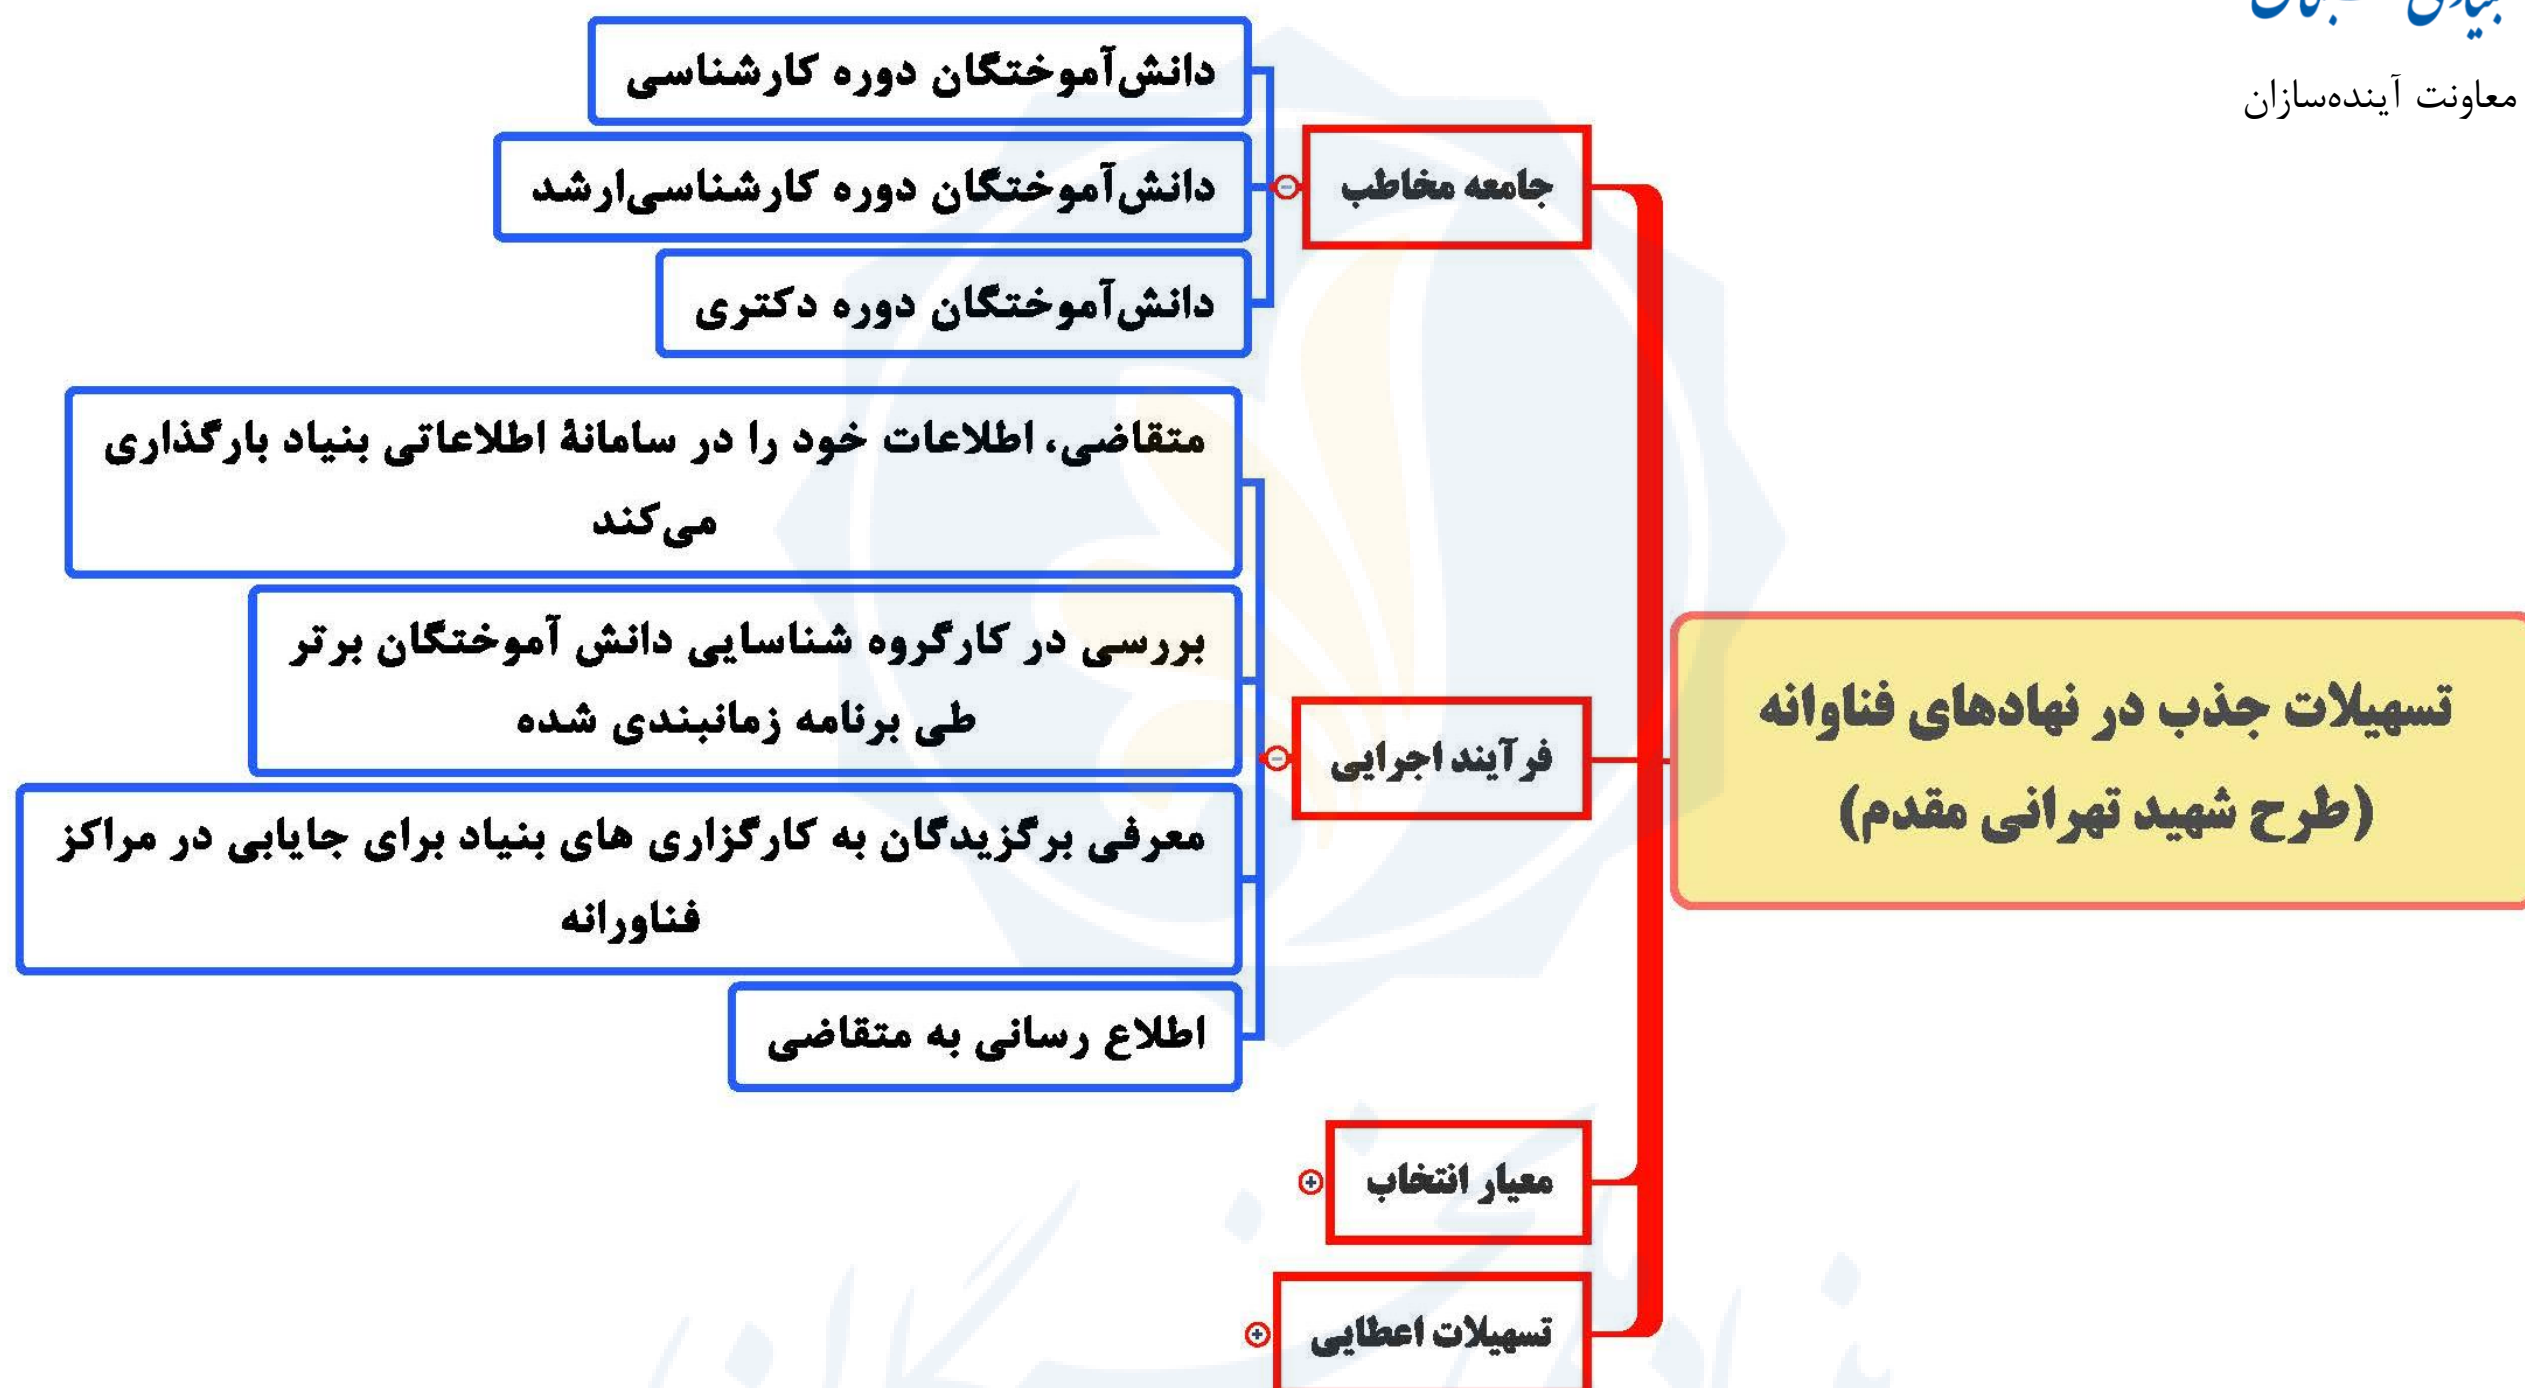 معاونت آینده‌سازان
تسهیلات جذب در نهادهای فناوانه
(طرح شهید تهرانی مقدم)
جامعه مخاطب
دانش‌آموختگان دوره کارشناسی
دانش‌آموختگان دوره کارشناسی‌ارشد
دانش‌آموختگان دوره دکتری
فرآیند اجرایی
متقاضی، اطلاعات خود را در سامانهٔ اطلاعاتی بنیاد بارگذاری
می‌کند
بررسی در کارگروه شناسایی دانش آموختگان برتر
طی برنامه زمانبندی شده
معرفی برگزیدگان به کارگزاری های بنیاد برای جایابی در مراکز
فناورانه
اطلاع رسانی به متقاضی
معیار انتخاب
تسهیلات اعطایی